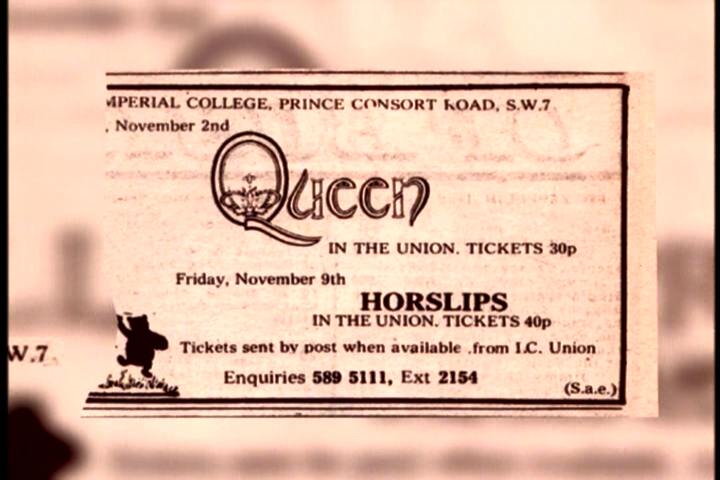 MPERIAL COLLEGE, PRINCE CONSORT ROAD, S.W.7
, November 2nd
Queen
IN THE UNION. TICKETS 30p
Friday, November 9th
HORSLIPS
IN THE UNION. TICKETS 40p
Tickets sent by post when available .from I.C. Union
W.7
Enquiries 589 5111, Ext 2154
(S.a.e.)